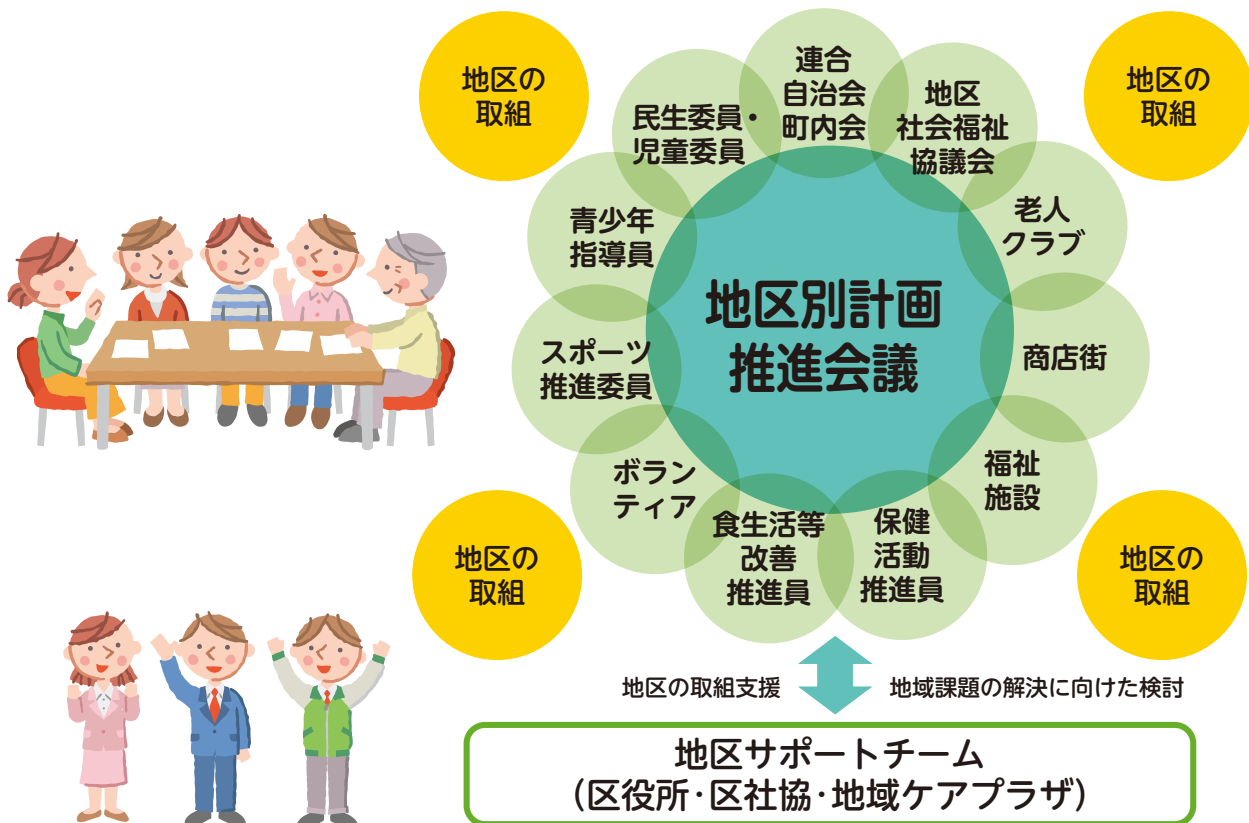 地区の
取組
連合
自治会
町内会
地区
社会福祉
協議会
地区の
取組
民生委員・
児童委員
老人
クラブ
青少年
指導員
地区別計画
推進会議
商店街
スポーツ
推進委員
福祉
施設
ボラン
ティア
食生活等
改善
推進員
保健
活動
推進員
地区の
取組
地区の
取組
地区の取組支援
地域課題の解決に向けた検討
地区サポートチーム
（区役所・区社協・地域ケアプラザ）